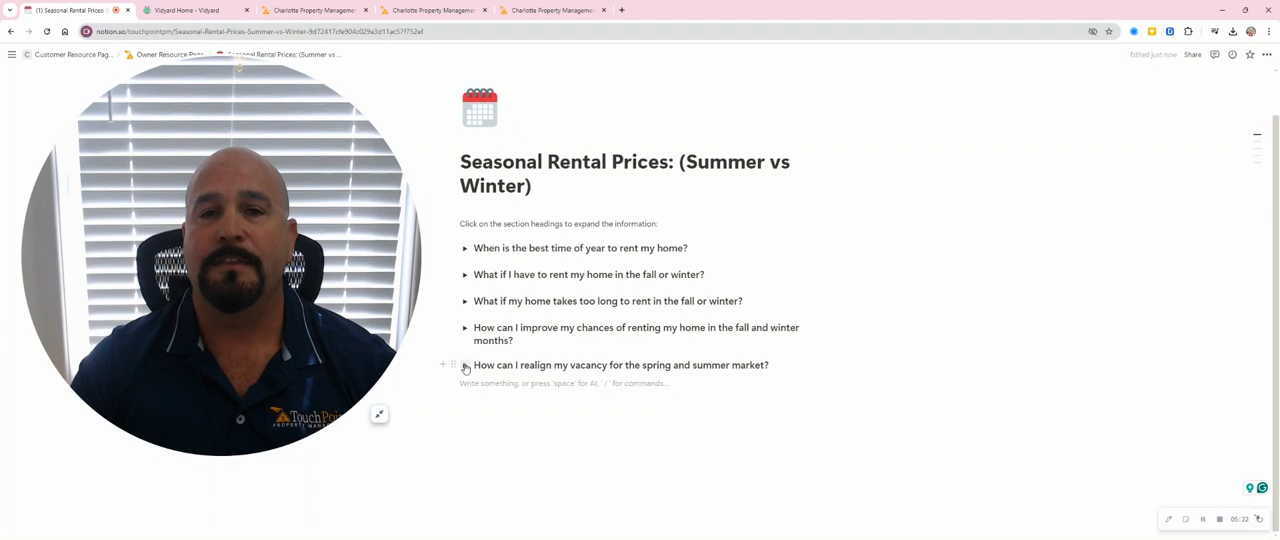 (1) Seasonal Rental Prices:
Vidyard Home - Vidyard
Charlotte Property Manageme
Charlotte Property Manageme
Charlotte Property Manageme
notion.so/touchpointpm/Seasonal-Rental-Prices-Summer-vs-Winter-9d72417cfe904c029a3d11ac57f752ef
Customer Resource Pag... / Owner Resource Page / Seasonal Rental Prices: (Summer vs ...
Edited just now Share
Seasonal Rental Prices: (Summer vs
Winter)
Click on the section headings to expand the information:
When is the best time of year to rent my home?
What if I have to rent my home in the fall or winter?
What if my home takes too long to rent in the fall or winter?
How can I improve my chances of renting my home in the fall and winter
months?
How can I realign my vacancy for the spring and summer market?
Write something, or press 'space' for AI, '/' for commands...
TouchPoin
PROPERTY MANAG
05:22